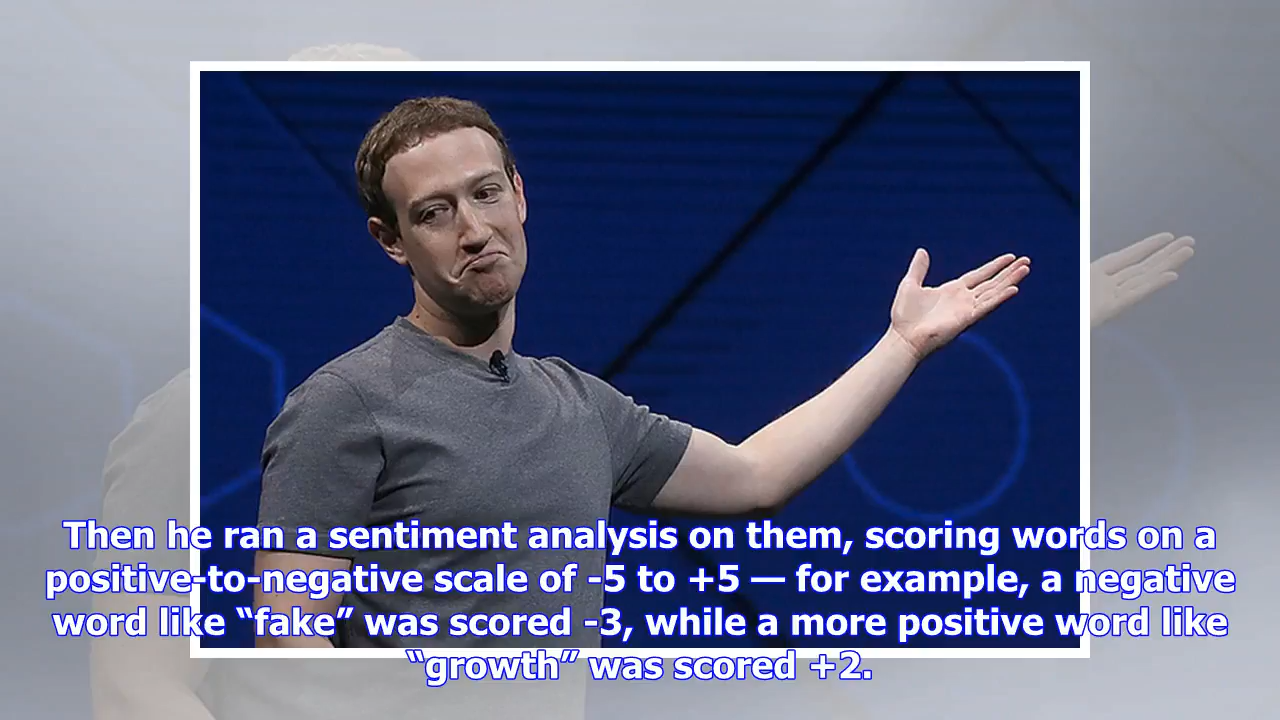 Then he ran a sentiment analysis on them, scoring words on a
positive-to-negative scale of -5 to +5 — for example, a negative
word like “fake” was scored -3, while a more positive word like
“growth” was scored +2.